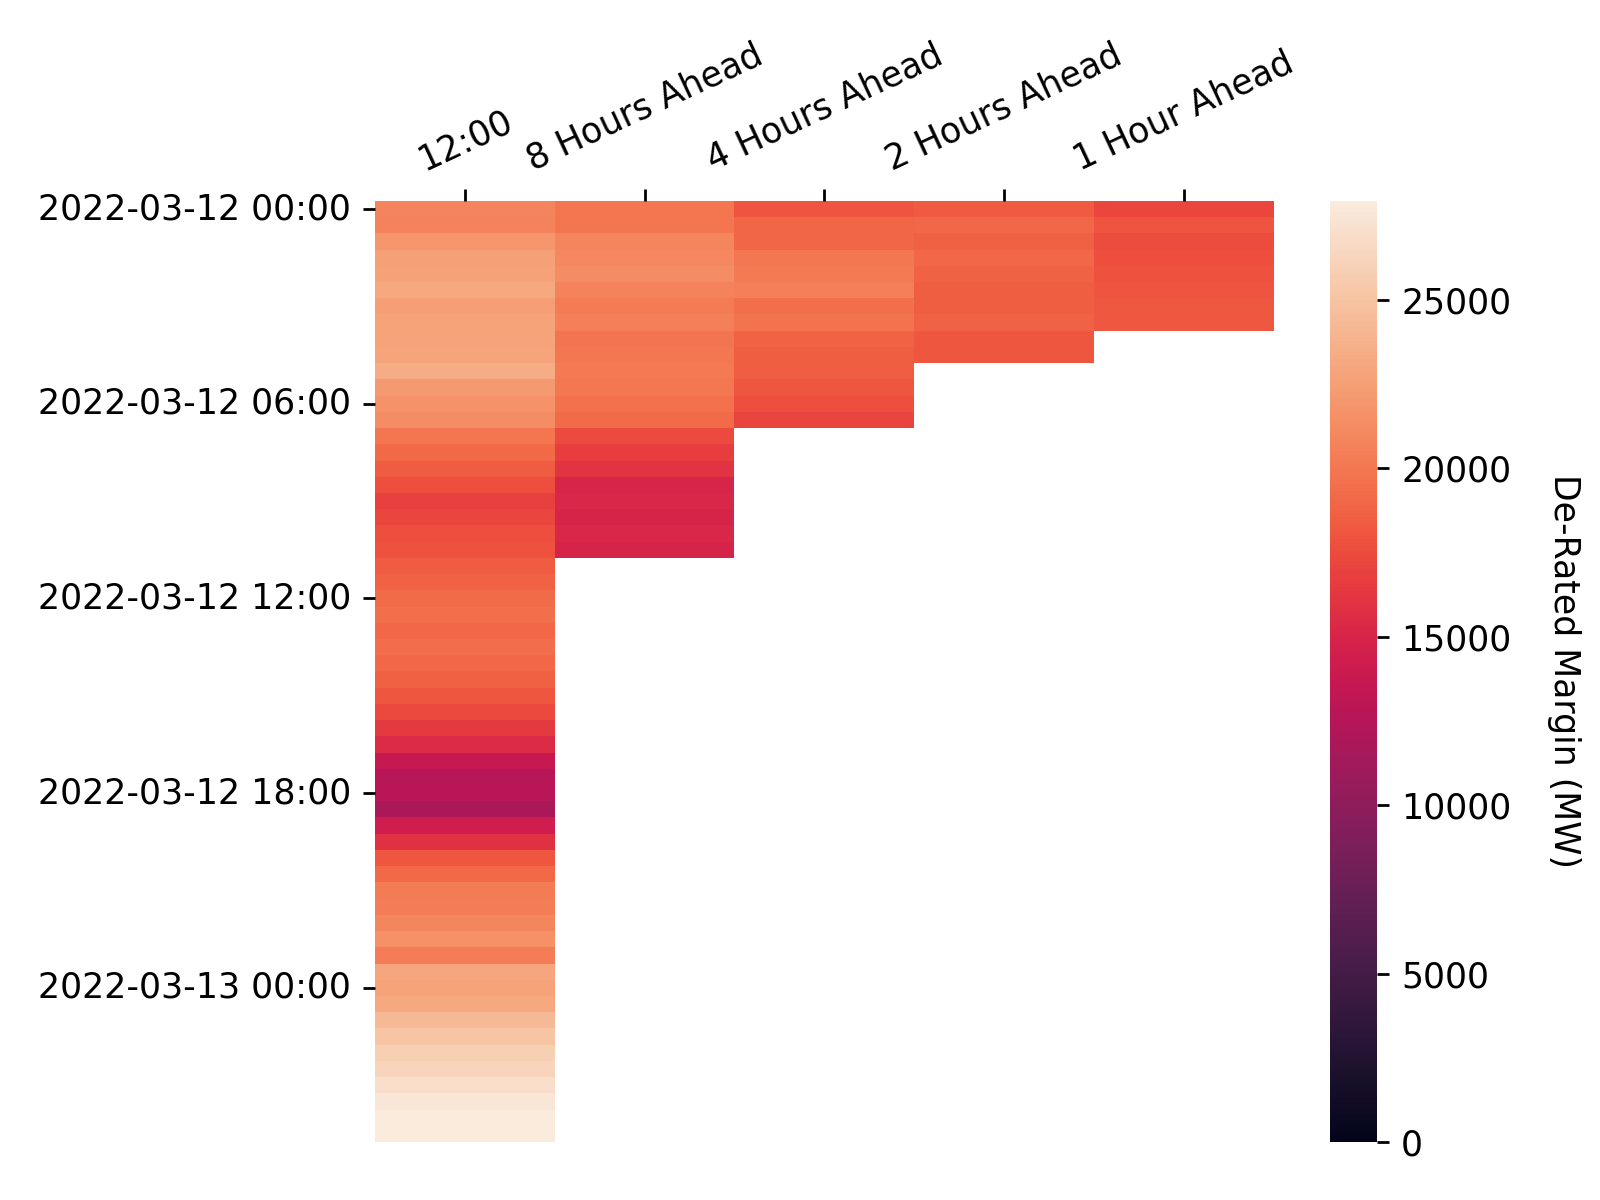 12:00
8 Hours Ahead
4 Hours Ahead
2 Hours Ahead
1 Hour Ahead
2022-03-12 00:00
2022-03-12 06:00
2022-03-12 12:00
2022-03-12 18:00
2022-03-13 00:00
25000
20000
15000
10000
5000
0
De-Rated Margin (MW)